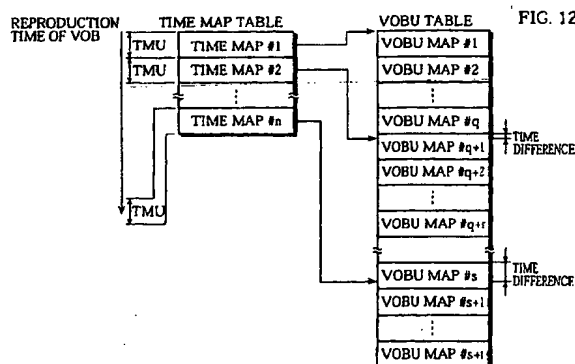 FIG. 12
REPRODUCTION
TIME OF VOB
TIME MAP TABLE
VOBU TABLE
TMU
TIME MAP #1
VOBU MAP #1
TMU
TIME MAP #2
VOBU MAP #2
TIME MAP #n
VOBU MAP #q
TIME
DIFFERENCE
VOBU MAP #q+1
VOBU MAP #q+2
TMU
VOBU MAP #q+r
VOBU MAP #s
TIME
DIFFERENCE
VOBU MAP #s+1
VOBU MAP #s+t